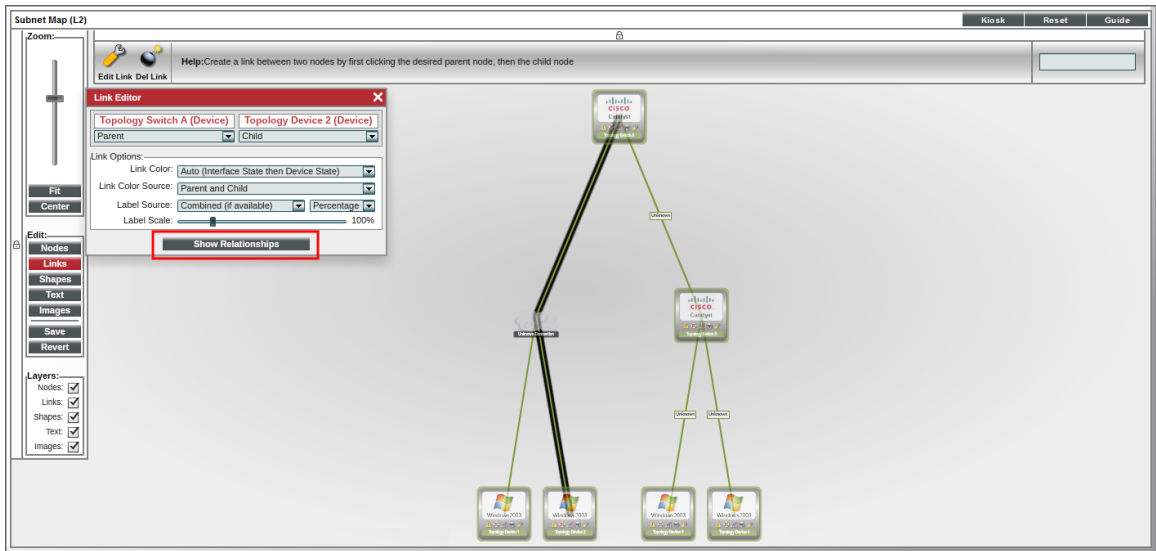 Subnet Map (L2)
Kiosk
Reset
Guide
Zoom:
Edit Link Del Link
Help:Create a link between two nodes by first clicking the desired parent node, then the child node
Link Editor
Topology Switch A (Device) Topology Device 2 (Device)
Parent Child
Link Options:
Link Color: Auto (Interface State then Device State)
Link Color Source: Parent and Child
Label Source: Combined (if available) Percentage
Label Scale: 100%
Show Relationships
Fit
Center
Edit:
Nodes
Links
Shapes
Text
Images
Save
Revert
Layers:
Nodes:
Links:
Shapes:
Text:
Images:
CISCO
Catalyst
Unknown
CISCO
Catalyst
Unknown Unknown
Windows 2003 Windows 2003 Windows 2003 Windows 2003